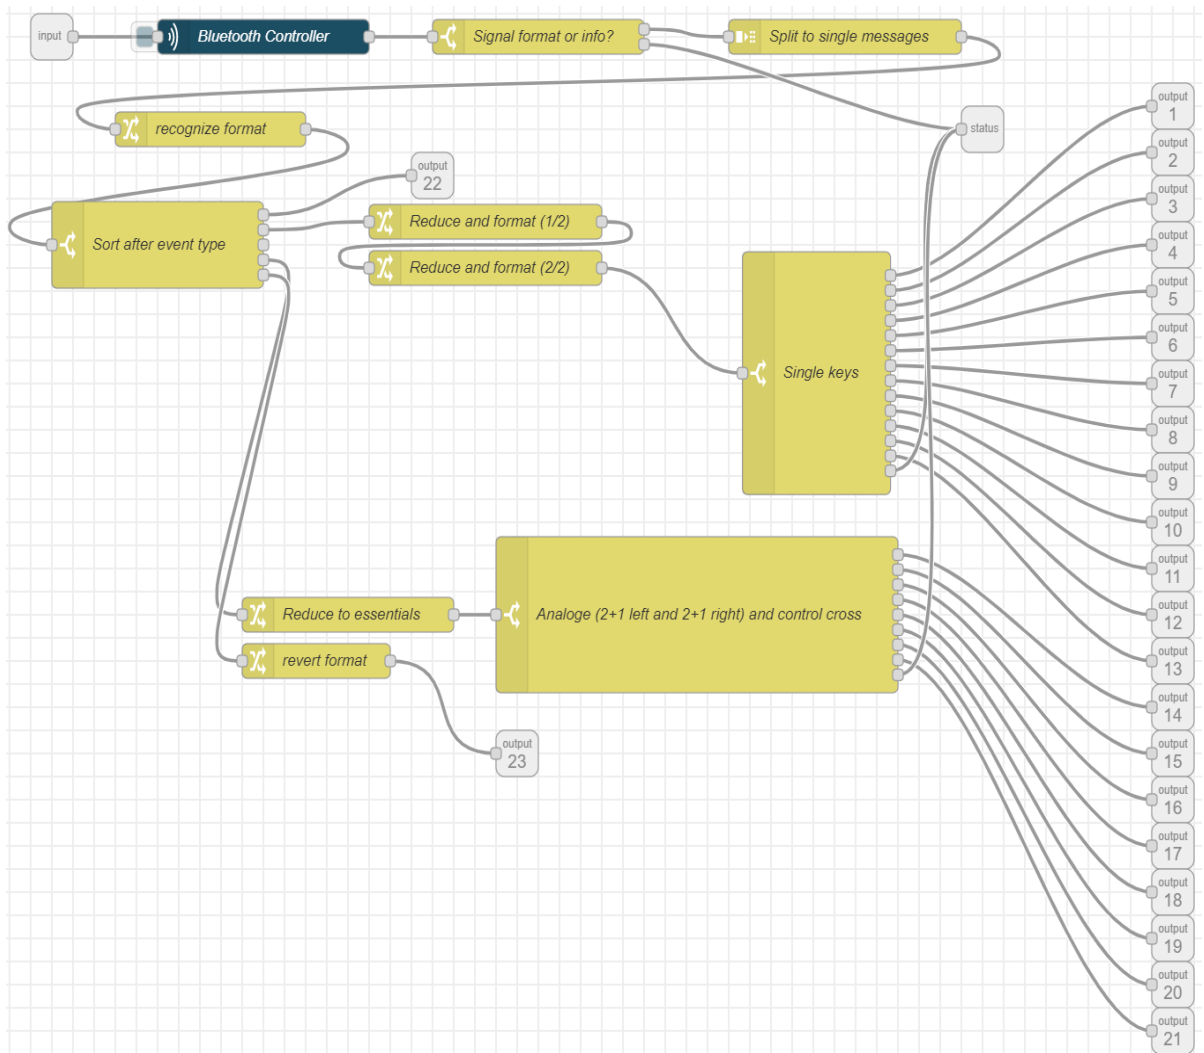 input
Bluetooth Controller
Signal format or info?
Split to single messages
recognize format
status
output
22
Sort after event type
Reduce and format (1/2)
Reduce and format (2/2)
Single keys
Reduce to essentials
Analoge (2+1 left and 2+1 right) and control cross
revert format
output
23
output
1
output
2
output
3
output
4
output
5
output
6
output
7
output
8
output
9
output
10
output
11
output
12
output
13
output
14
output
15
output
16
output
17
output
18
output
19
output
20
output
21